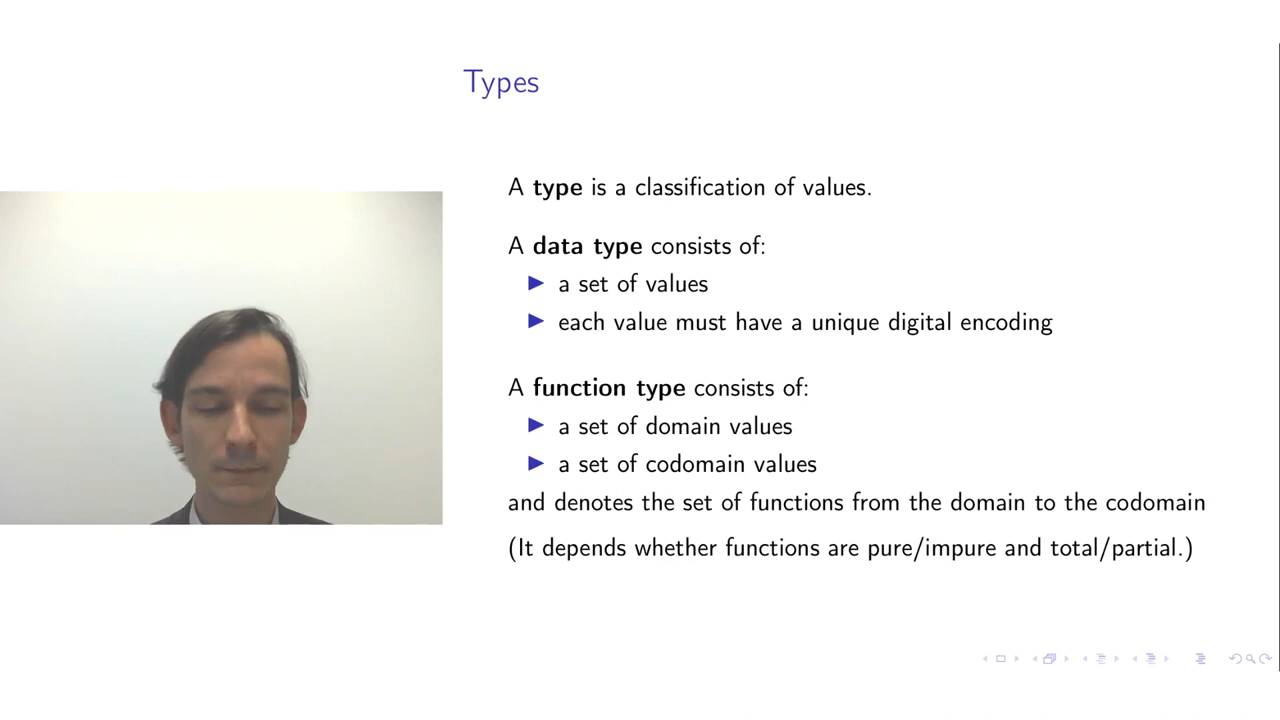 Types
A type is a classification of values.
A data type consists of:
▶ a set of values
▶ each value must have a unique digital encoding
A function type consists of:
▶ a set of domain values
▶ a set of codomain values
and denotes the set of functions from the domain to the codomain
(It depends whether functions are pure/impure and total/partial.)